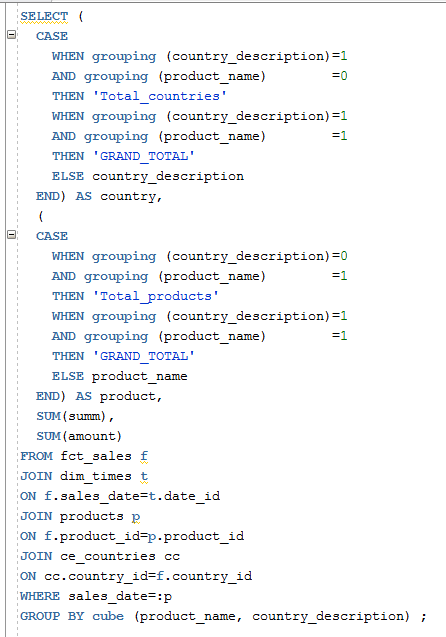 SELECT (
CASE
WHEN grouping (country_description)=1
AND grouping (product_name) =0
THEN 'Total_countries'
WHEN grouping (country_description)=1
AND grouping (product_name) =1
THEN 'GRAND_TOTAL'
ELSE country_description
END) AS country,
(
CASE
WHEN grouping (country_description)=0
AND grouping (product_name) =1
THEN 'Total_products'
WHEN grouping (country_description)=1
AND grouping (product_name) =1
THEN 'GRAND_TOTAL'
ELSE product_name
END) AS product,
SUM(summ),
SUM(amount)
FROM fct_sales f
JOIN dim_times t
ON f.sales_date=t.date_id
JOIN products p
ON f.product_id=p.product_id
JOIN ce_countries cc
ON cc.country_id=f.country_id
WHERE sales_date=:p
GROUP BY cube (product_name, country_description) ;